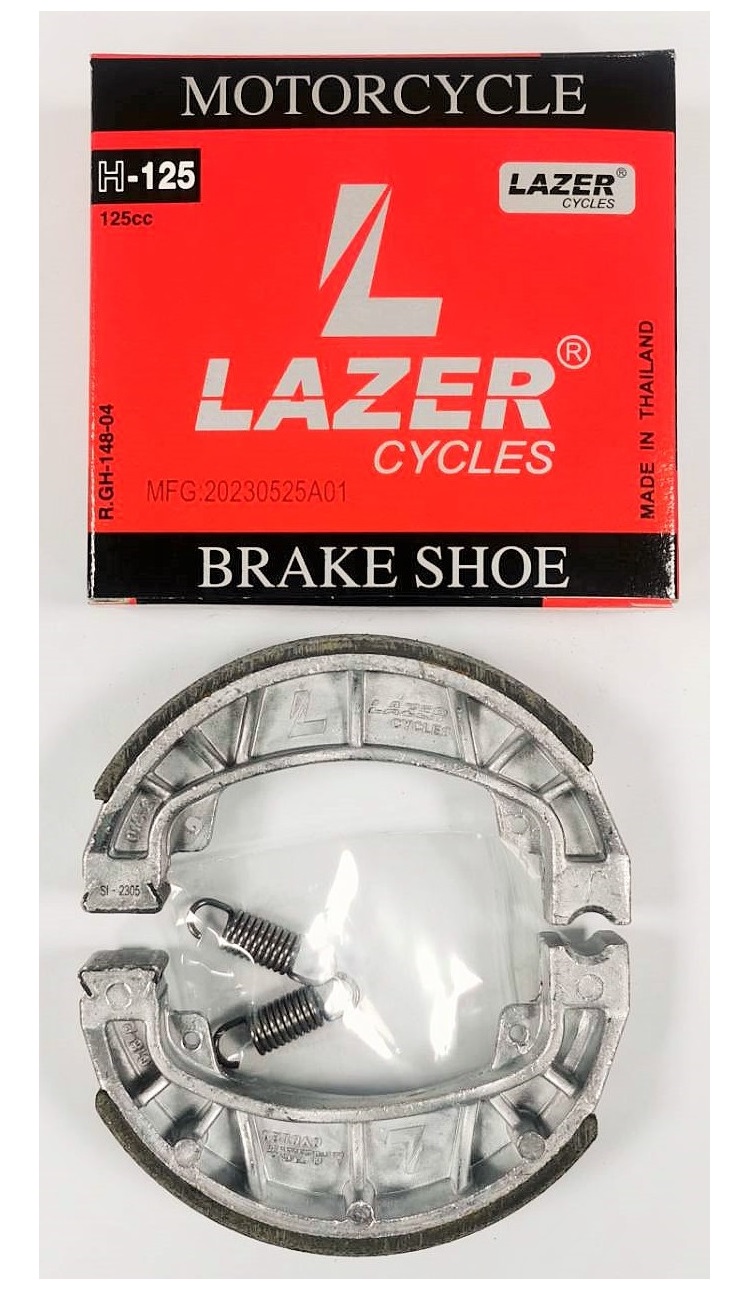 MOTORCYCLE
H-125
125cc
LAZER®
CYCLES
L
LAZER®
CYCLES
MADE IN THAILAND
R.GH-148-04
MFG:20230525A01
BRAKE SHOE
L
LAZER
CYCLES
SI - 2305
L